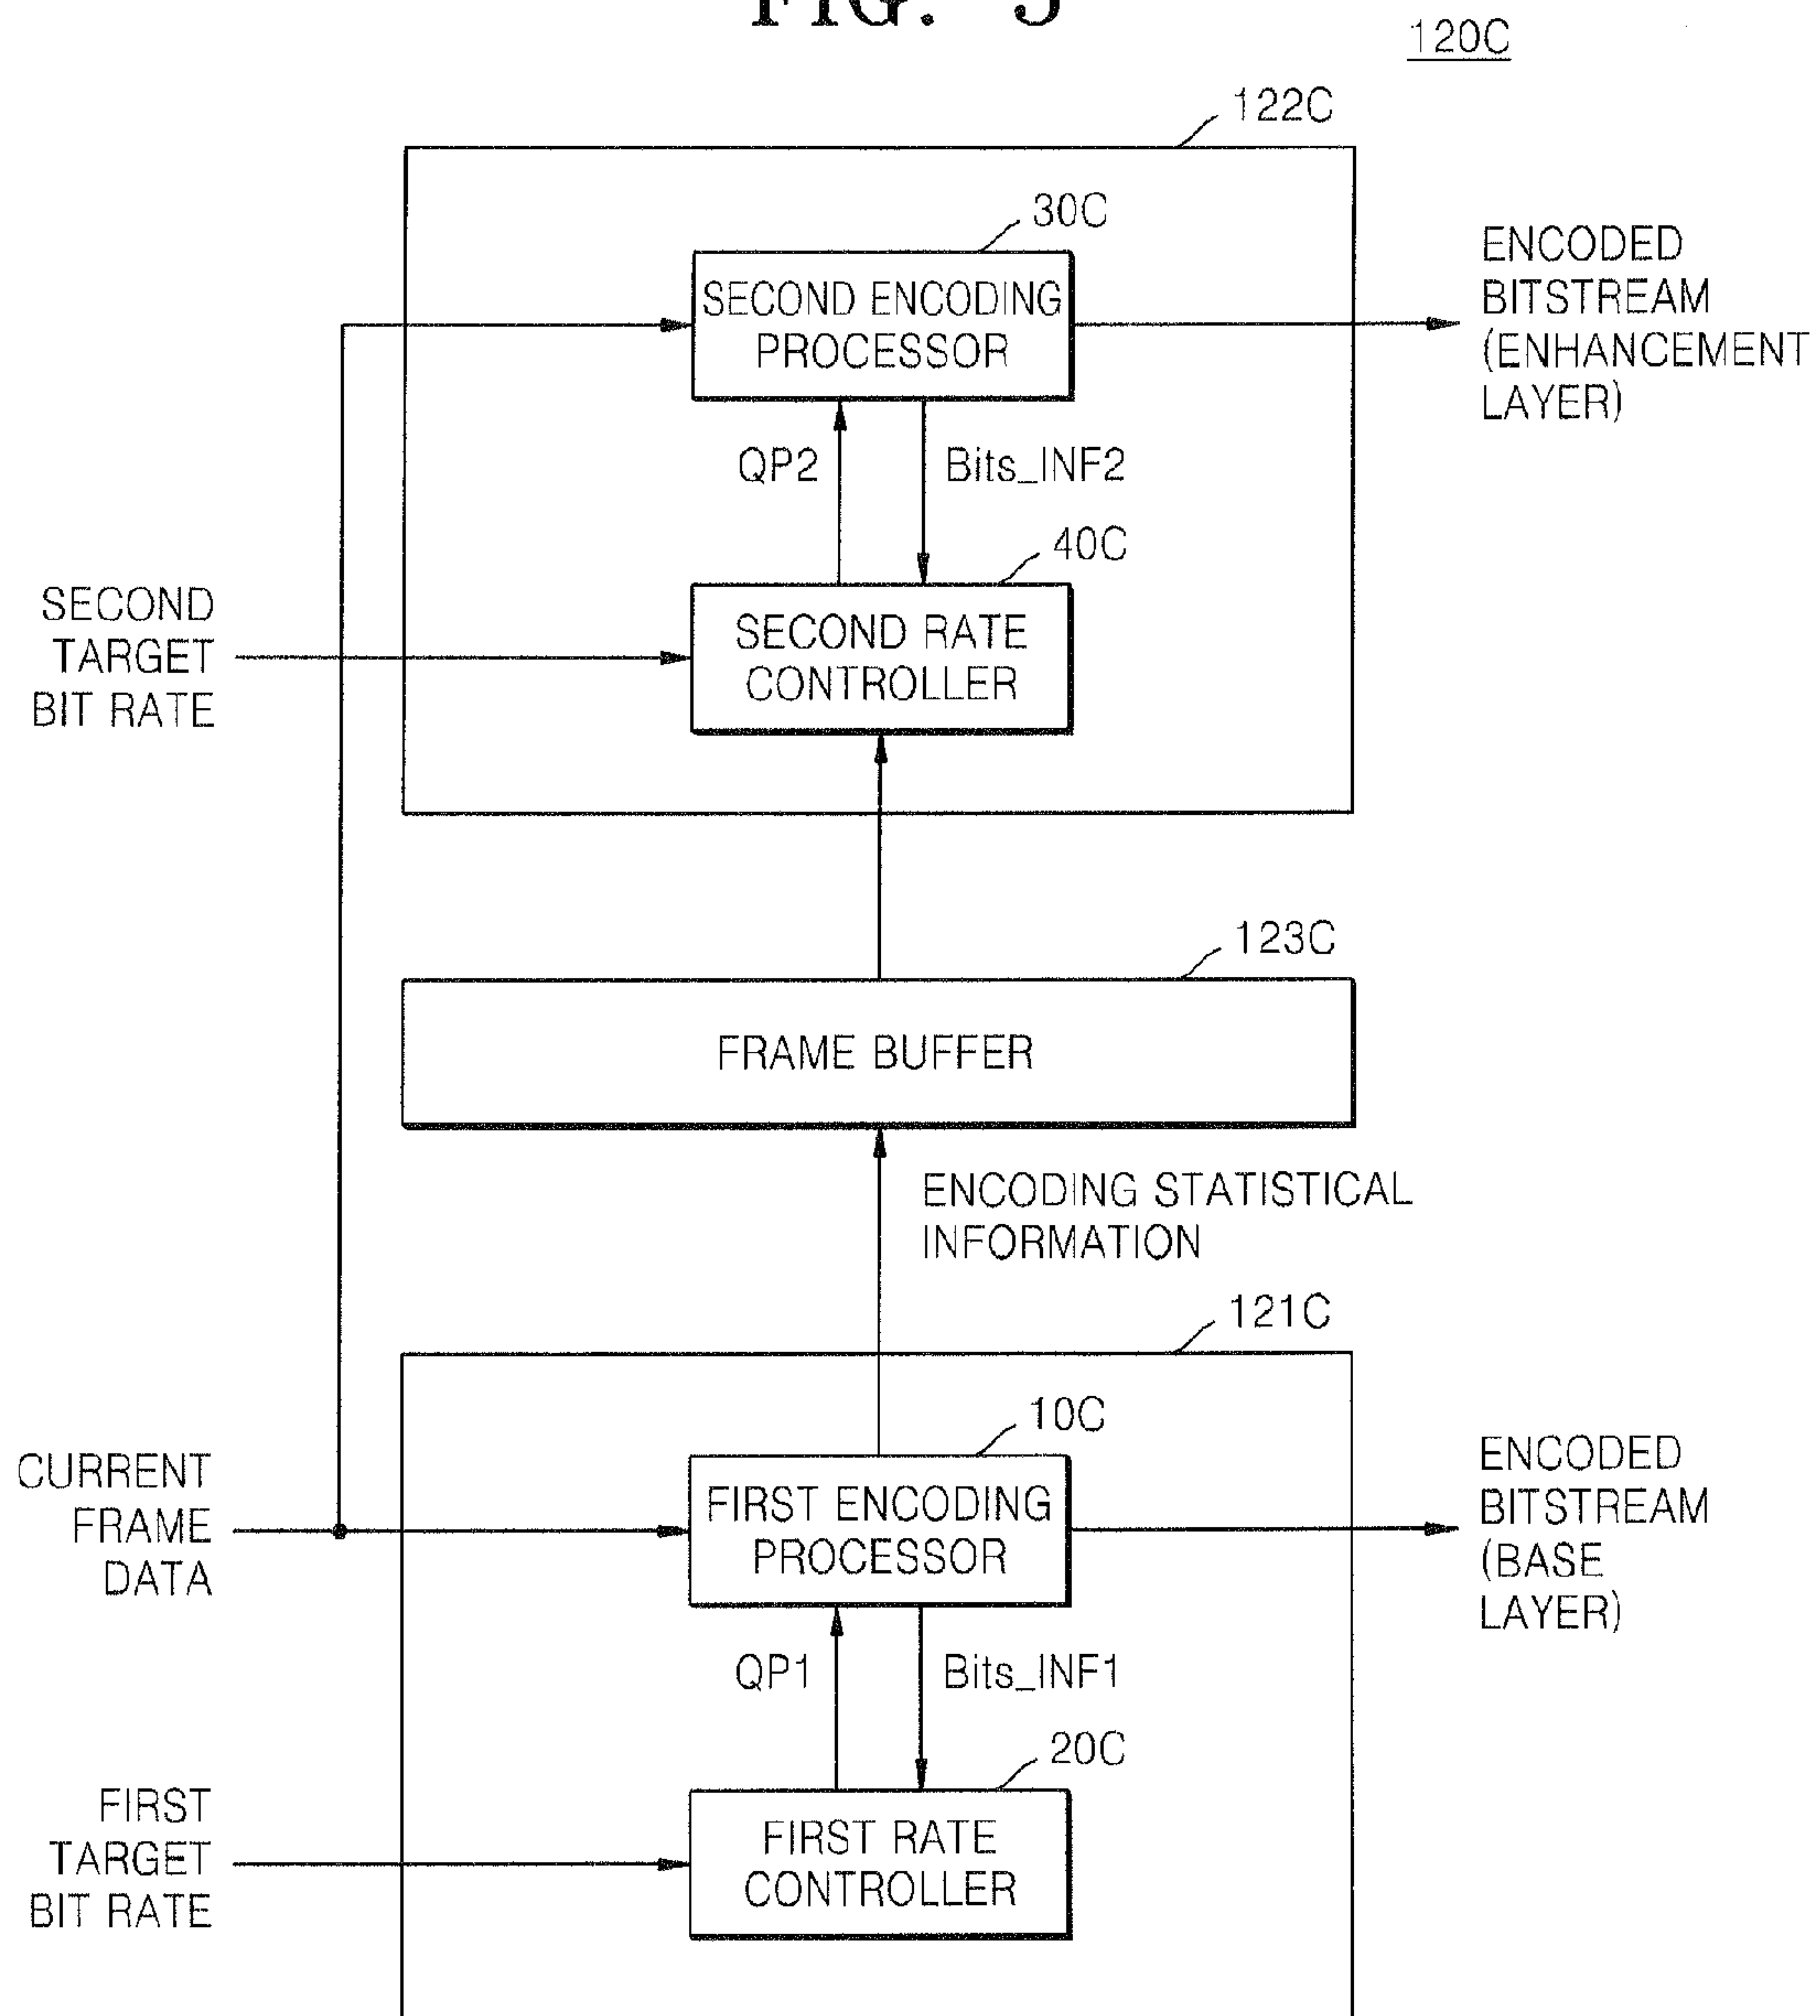 FIG. 5
120C
122C
30C
SECOND ENCODING
PROCESSOR
ENCODED
BITSTREAM
(ENHANCEMENT
LAYER)
QP2
Bits_INF2
40C
SECOND
TARGET
BIT RATE
SECOND RATE
CONTROLLER
123C
FRAME BUFFER
ENCODING STATISTICAL
INFORMATION
121C
10C
CURRENT
FRAME
DATA
FIRST ENCODING
PROCESSOR
ENCODED
BITSTREAM
(BASE
LAYER)
QP1
Bits_INF1
20C
FIRST
TARGET
BIT RATE
FIRST RATE
CONTROLLER